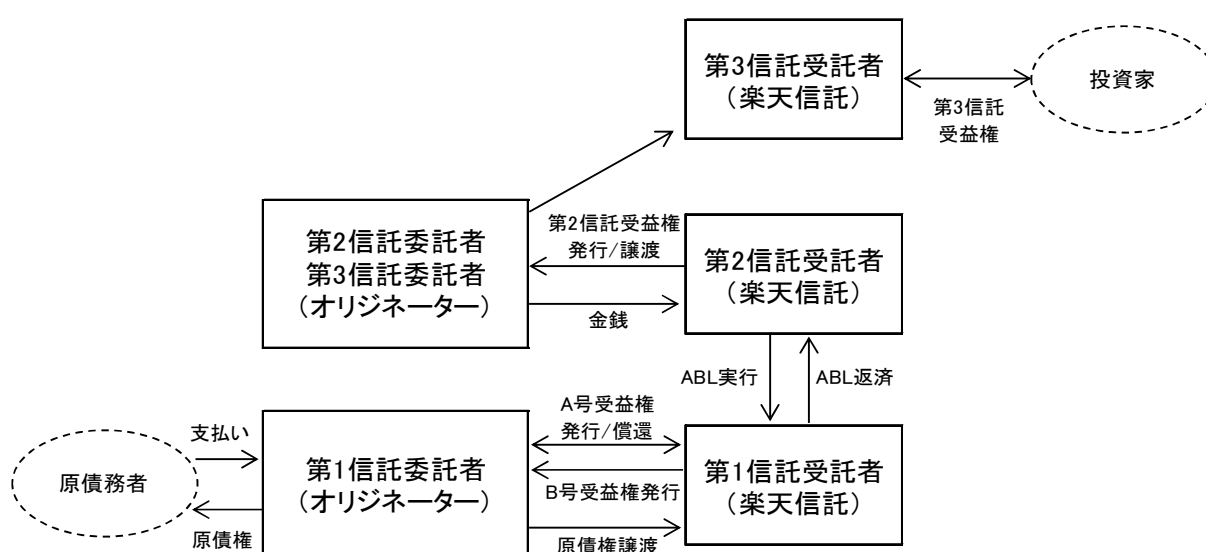 第3信託受託者
（楽天信託）
投資家
第3信託
受益権
第2信託委託者
第3信託委託者
（オリジネーター）
第2信託受益権
発行/譲渡
金銭
第2信託受託者
（楽天信託）
ABL実行
ABL返済
原債務者
支払い
原債権
第1信託委託者
（オリジネーター）
A号受益権
発行/償還
B号受益権発行
原債権譲渡
第1信託受託者
（楽天信託）